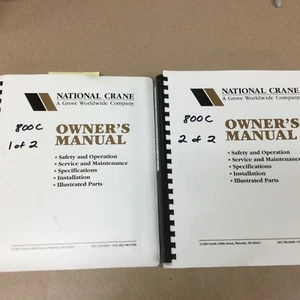 NATIONAL CRANE
A Grove Worldwide Company
800C
1 of 2
OWNER'S
MANUAL
• Safety and Operation
• Service and Maintenance
• Specifications
• Installation
• Illustrated Parts
NATIONAL CRANE
A Grove Worldwide Company
800C
2 of 2
OWNER'S
MANUAL
• Safety and Operation
• Service and Maintenance
• Specifications
• Installation
• Illustrated Parts